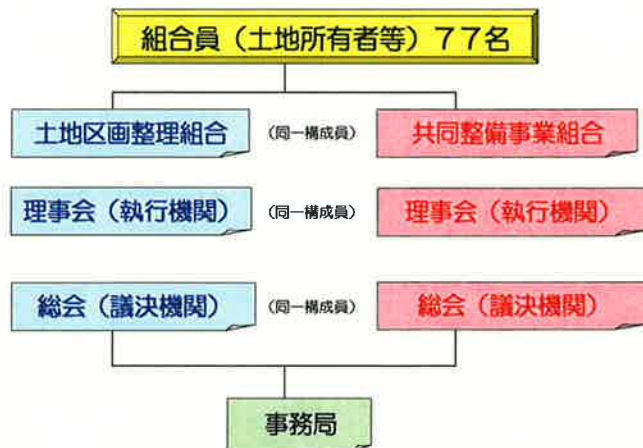 組合員（土地所有者等）７７名
土地区画整理組合 （同一構成員） 共同整備事業組合
理事会（執行機関） （同一構成員） 理事会（執行機関）
総会（議決機関） （同一構成員） 総会（議決機関）
事務局